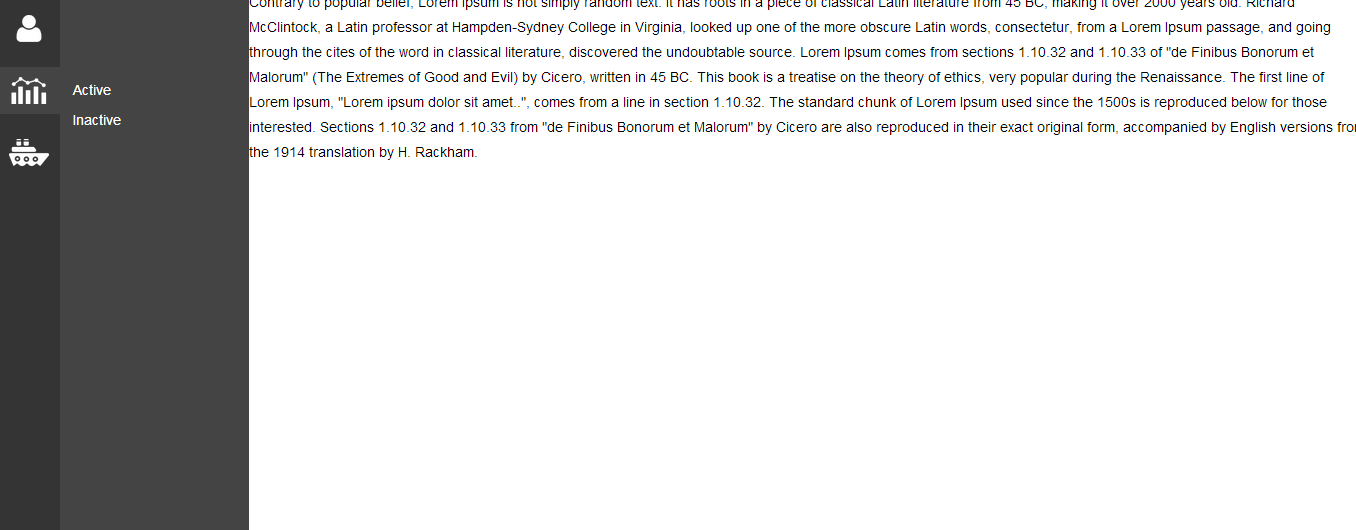 Active
Inactive
Contrary to popular belief, Lorem Ipsum is not simply random text. It has roots in a piece of classical Latin literature from 45 BC, making it over 2000 years old. Richard
McClintock, a Latin professor at Hampden-Sydney College in Virginia, looked up one of the more obscure Latin words, consectetur, from a Lorem Ipsum passage, and going
through the cites of the word in classical literature, discovered the undoubtable source. Lorem Ipsum comes from sections 1.10.32 and 1.10.33 of "de Finibus Bonorum et
Malorum" (The Extremes of Good and Evil) by Cicero, written in 45 BC. This book is a treatise on the theory of ethics, very popular during the Renaissance. The first line of
Lorem Ipsum, "Lorem ipsum dolor sit amet..", comes from a line in section 1.10.32. The standard chunk of Lorem Ipsum used since the 1500s is reproduced below for those
interested. Sections 1.10.32 and 1.10.33 from "de Finibus Bonorum et Malorum" by Cicero are also reproduced in their exact original form, accompanied by English versions from
the 1914 translation by H. Rackham.